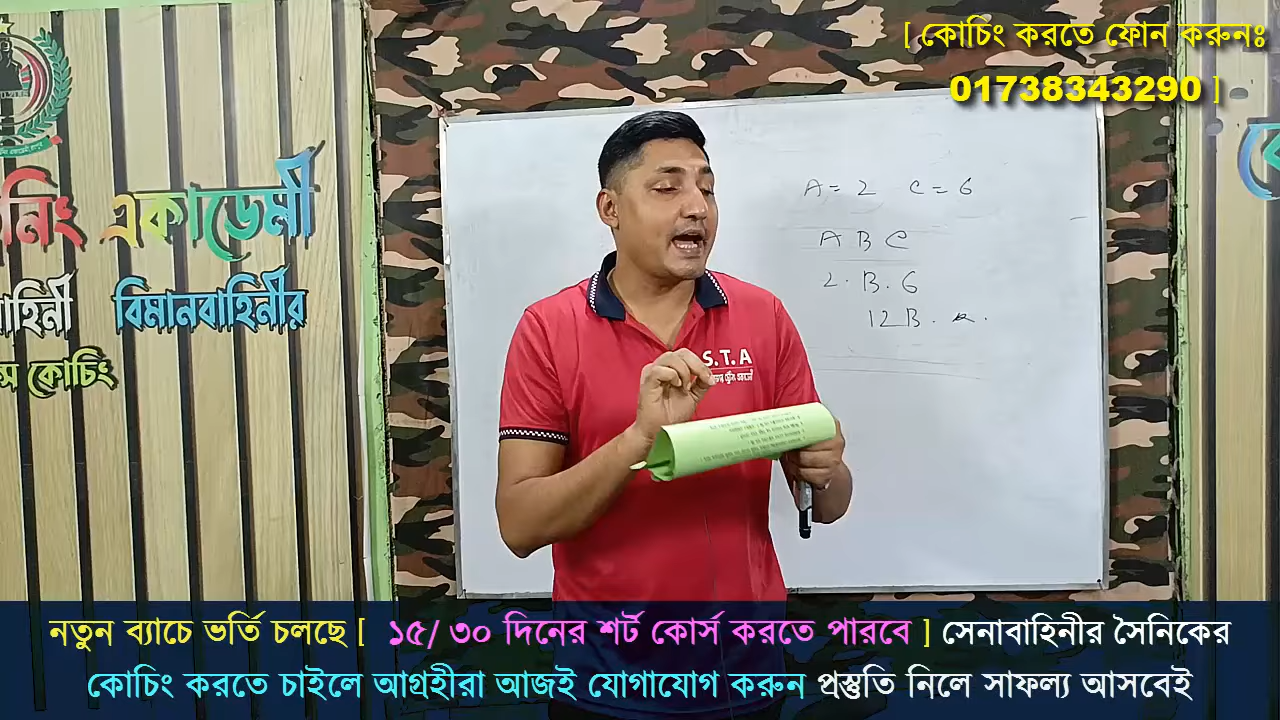 [ কোচিং করতে ফোন করুনঃ
01738343290 ]
নিং একাডেমী
বাহিনী বিমানবাহিনীর
কোচিং
A = 2 C = 6
A B C
2 . B . 6
12 B .
S. T. A
নতুন ব্যাচে ভর্তি চলছে [ ১৫/ ৩০ দিনের শর্ট কোর্স করতে পারবে ] সেনাবাহিনীর সৈনিকের
কোচিং করতে চাইলে আগ্রহীরা আজই যোগাযোগ করুন প্রস্তুতি নিলে সাফল্য আসবেই